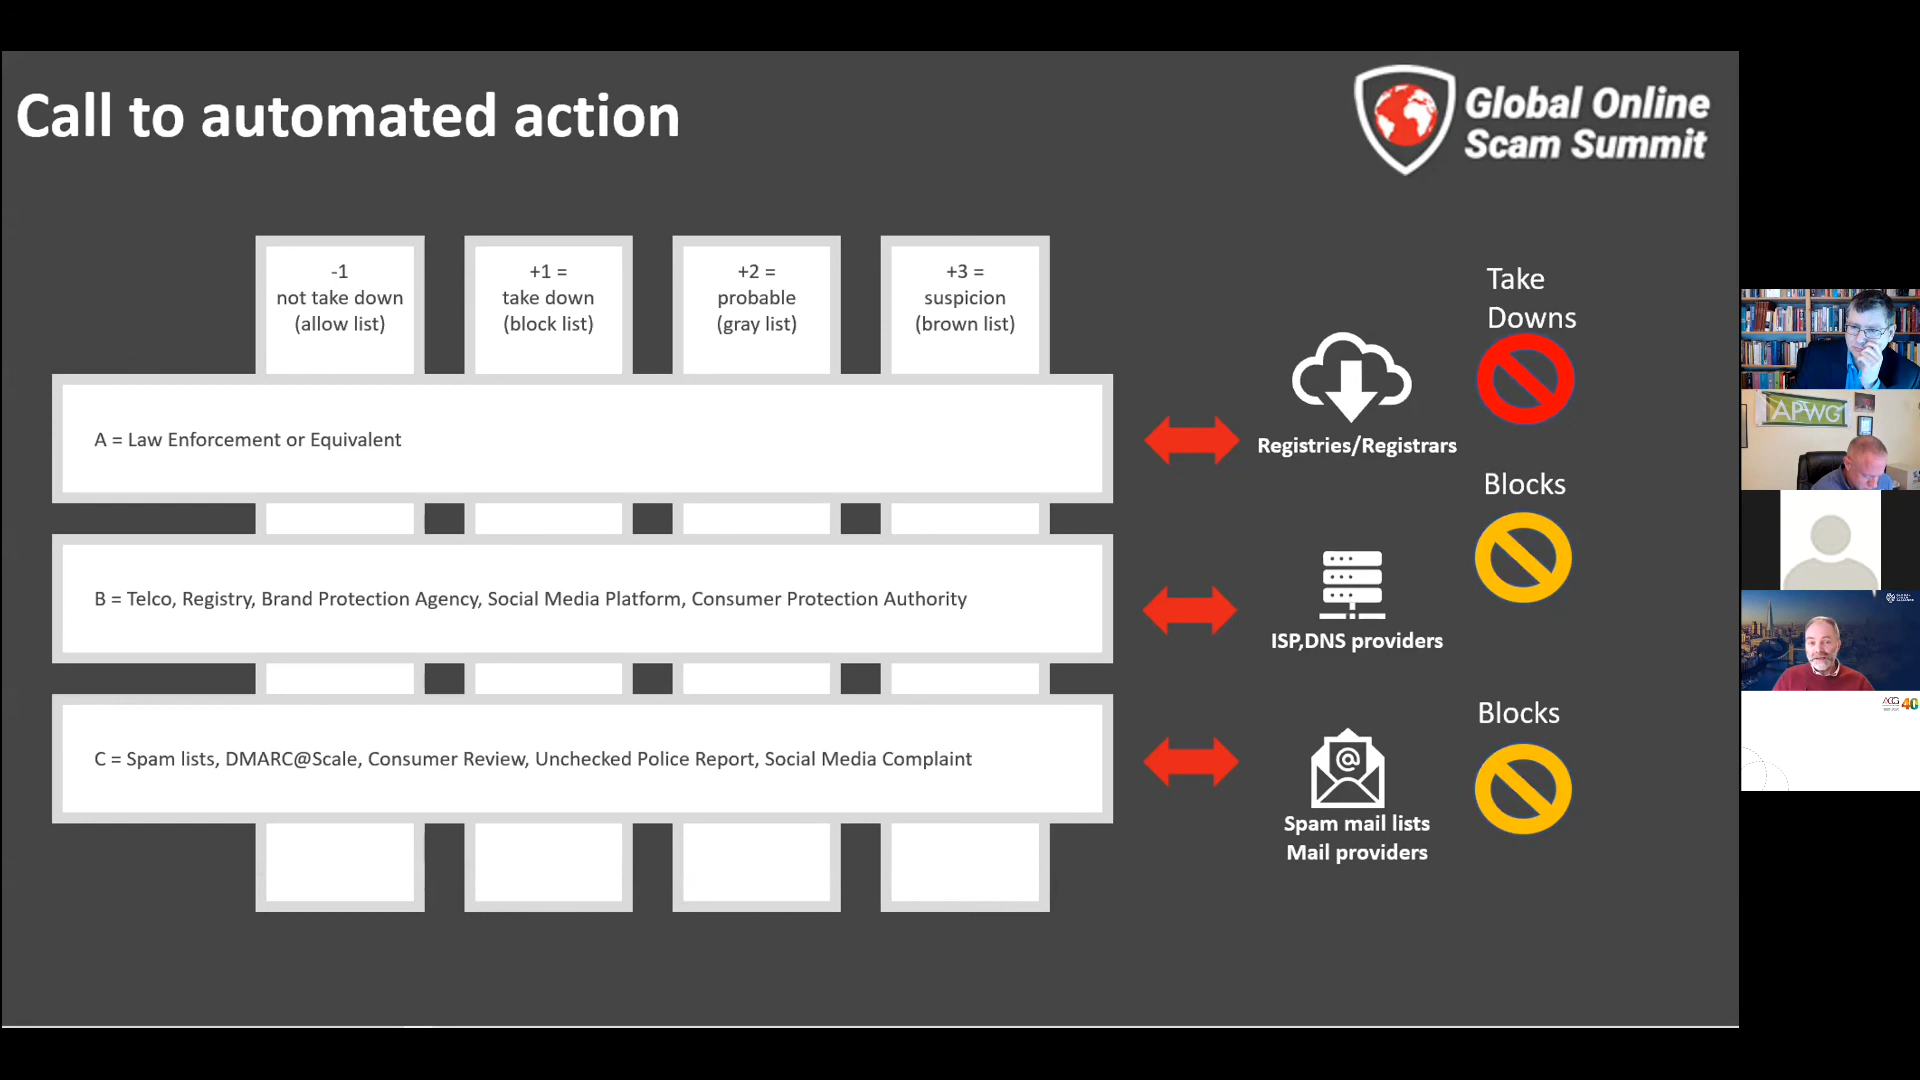 Call to automated action
Global Online
Scam Summit
-1
not take down
(allow list)
+1 =
take down
(block list)
+2 =
probable
(gray list)
+3 =
suspicion
(brown list)
A = Law Enforcement or Equivalent
B = Telco, Registry, Brand Protection Agency, Social Media Platform, Consumer Protection Authority
C = Spam lists, DMARC@Scale, Consumer Review, Unchecked Police Report, Social Media Complaint
Take
Downs
Registries/Registrars
Blocks
ISP,DNS providers
Blocks
@
Spam mail lists
Mail providers
APWG
40